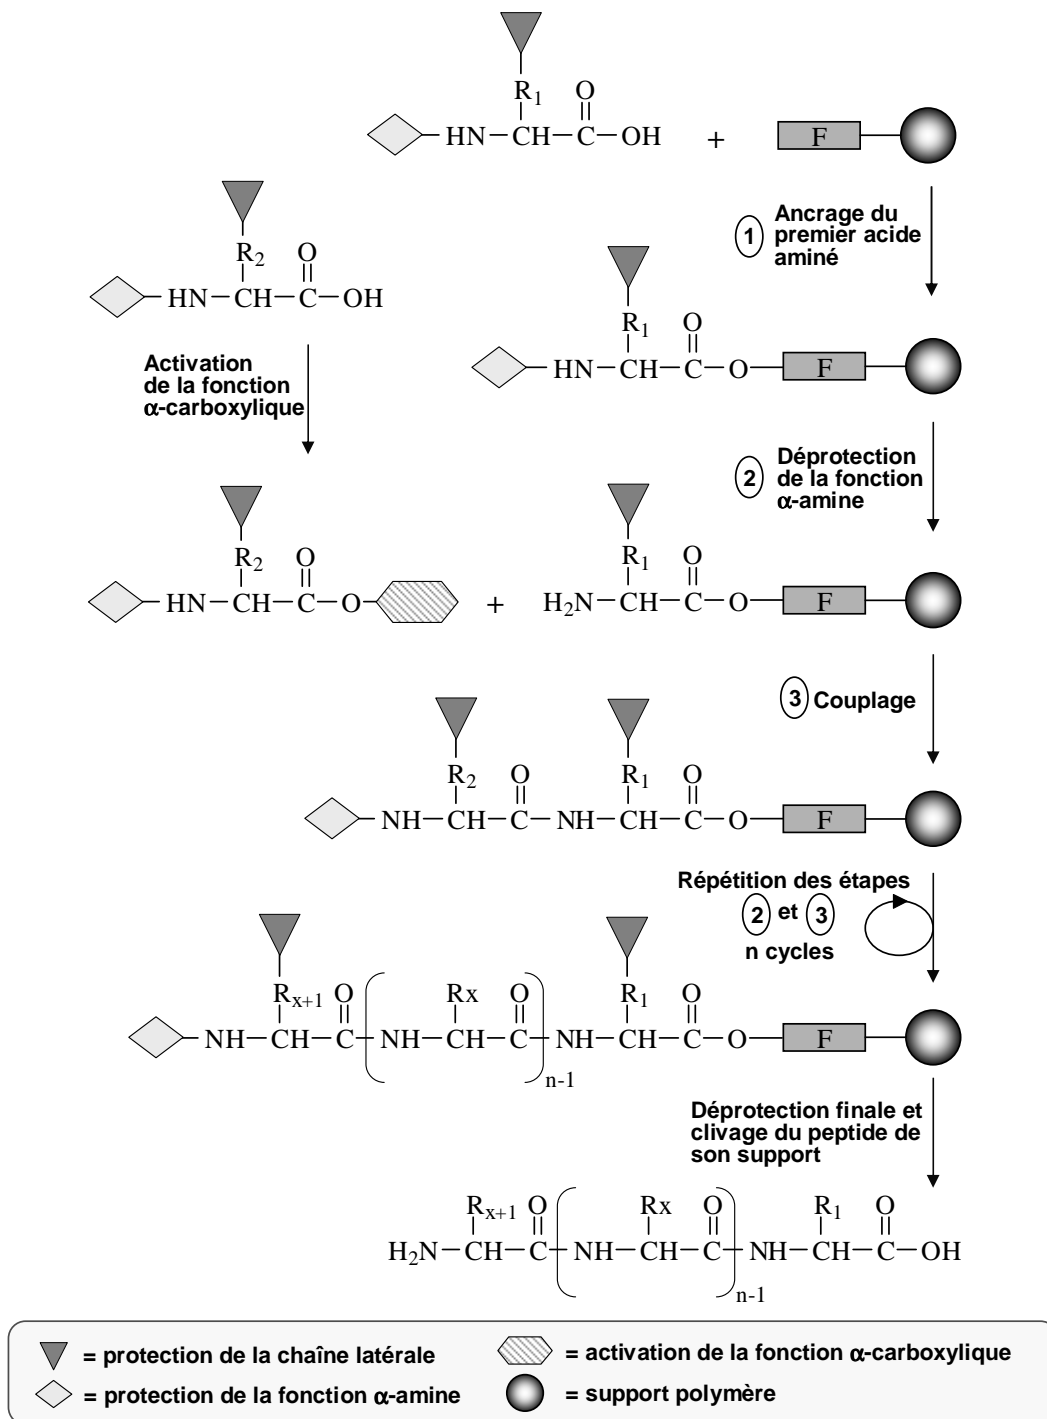 R1 O
HN—CH—C—OH + F
1 Ancrage du
premier acide
aminé
R2 O
HN—CH—C—OH
R1 O
HN—CH—C—O— F
Activation
de la fonction
α-carboxylique
2 Déprotection
de la fonction
α-amine
R2 O
HN—CH—C—O
+
R1 O
H2N—CH—C—O— F
3 Couplage
R2 O R1 O
NH—CH—C—NH—CH—C—O— F
Répétition des étapes
2 et 3
n cycles
Rx+1 O Rx O R1 O
NH—CH—C—NH—CH—C—NH—CH—C—O— F
n-1
Déprotection finale et
clivage du peptide de
son support
Rx+1 O Rx O R1 O
H2N—CH—C—NH—CH—C—NH—CH—C—OH
n-1
= protection de la chaîne latérale
= activation de la fonction α-carboxylique
= protection de la fonction α-amine
= support polymère